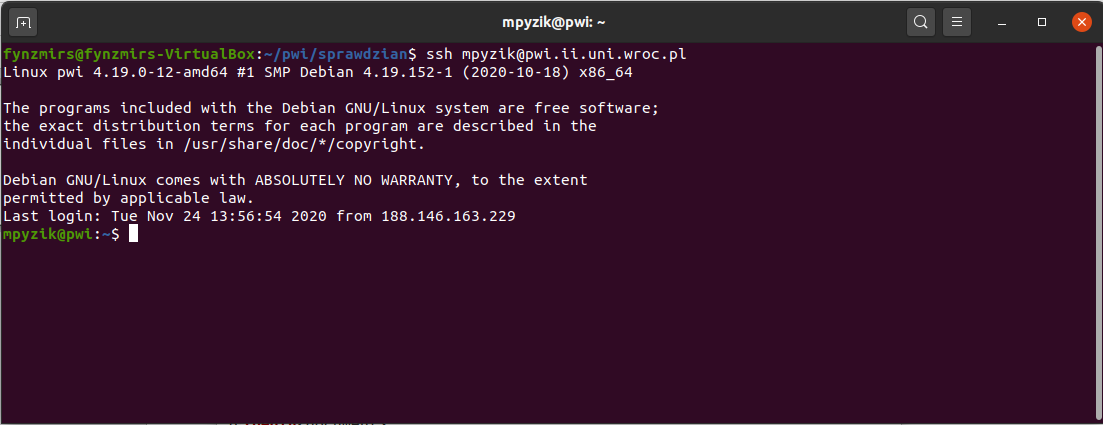 mpyzik@pwi: ~
fynzmirs@fynzmirs-VirtualBox:~/pwi/sprawdzian$ ssh mpyzik@pwi.ii.uni.wroc.pl
Linux pwi 4.19.0-12-amd64 #1 SMP Debian 4.19.152-1 (2020-10-18) x86_64
The programs included with the Debian GNU/Linux system are free software;
the exact distribution terms for each program are described in the
individual files in /usr/share/doc/*/copyright.
Debian GNU/Linux comes with ABSOLUTELY NO WARRANTY, to the extent
permitted by applicable law.
Last login: Tue Nov 24 13:56:54 2020 from 188.146.163.229
mpyzik@pwi:~$